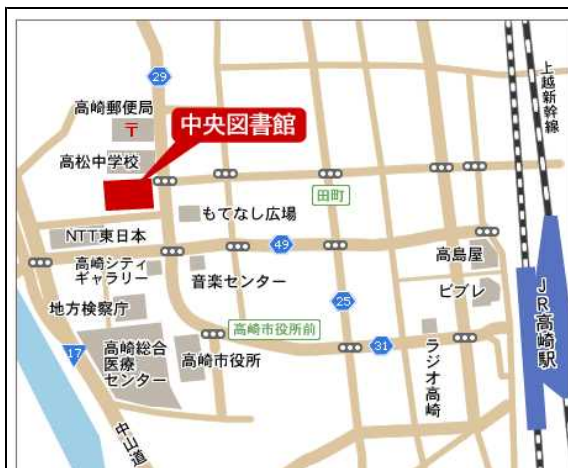 29
上越新幹線
高崎郵便局
〒
中央図書館
高松中学校
田町
もてなし広場
NTT東日本
49
高島屋
高崎シティ
ギャラリー
音楽センター
ビブレ
JR高崎駅
地方検察庁
25
高崎市役所前
17
高崎総合
医療
センター
高崎市役所
31
ラジオ高崎
中山道